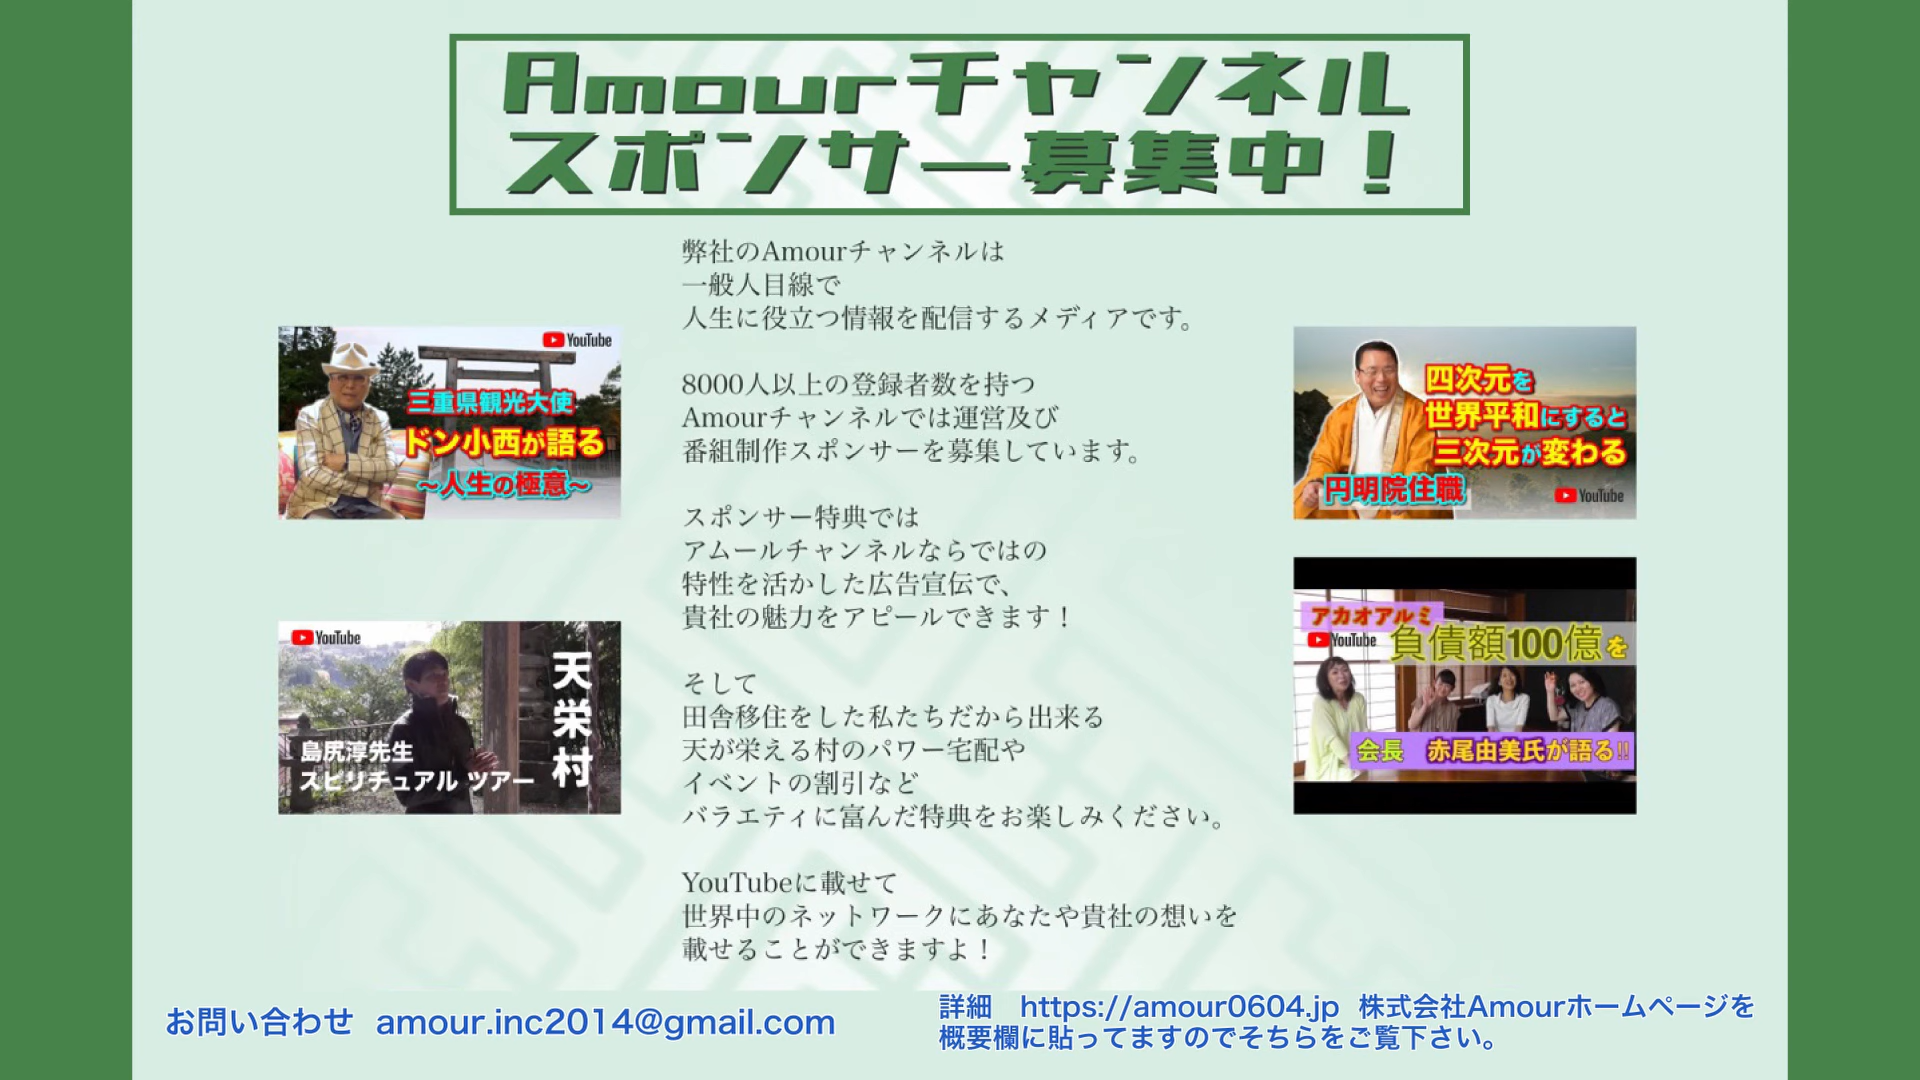 Amourチャンネル
スポンサー募集中！
弊社のAmourチャンネルは
一般人目線で
人生に役立つ情報を配信するメディアです。
8000人以上の登録者数を持つ
Amourチャンネルでは運営及び
番組制作スポンサーを募集しています。
スポンサー特典では
アムールチャンネルならではの
特性を活かした広告宣伝で、
貴社の魅力をアピールできます！
そして
田舎移住をした私たちだから出来る
天が栄える村のパワー宅配や
イベントの割引など
バラエティに富んだ特典をお楽しみください。
YouTubeに載せて
世界中のネットワークにあなたや貴社の想いを
載せることができますよ！
YouTube
三重県観光大使
ドン小西が語る
～人生の極意～
YouTube
天栄村
島尻淳先生
スピリチュアル ツアー
四次元を
世界平和にすると
三次元が変わる
円明院住職
YouTube
アカオアルミ
YouTube
負債額100億を
会長　赤尾由美氏が語る!!
お問い合わせ amour.inc2014@gmail.com
詳細　https://amour0604.jp 株式会社Amourホームページを
概要欄に貼ってますのでそちらをご覧下さい。